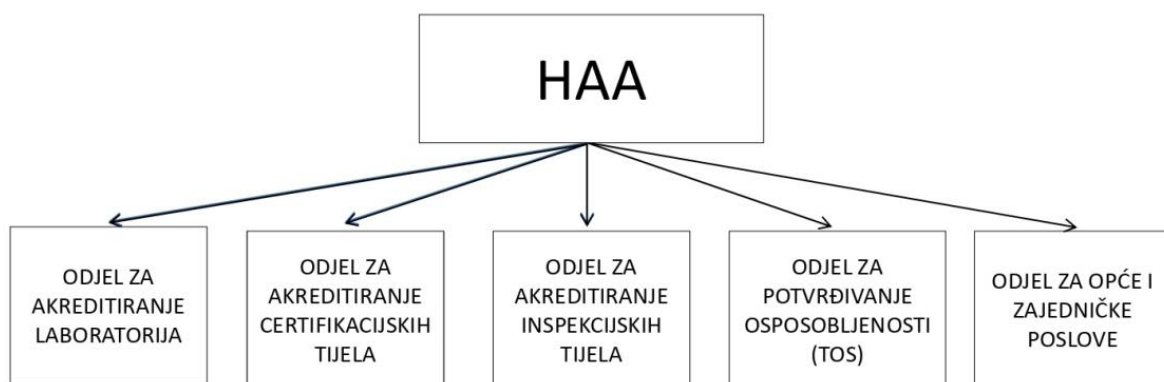 HAA
ODJEL ZA
AKREDITIRANJE
LABORATORIJA
ODJEL ZA
AKREDITIRANJE
CERTIFIKACIJSKIH
TIJELA
ODJEL ZA
AKREDITIRANJE
INSPEKCIJSKIH
TIJELA
ODJEL ZA
POTVRĐIVANJE
OSPOSOBLJENOSTI
(TOS)
ODJEL ZA OPĆE I
ZAJEDNIČKE
POSLOVE